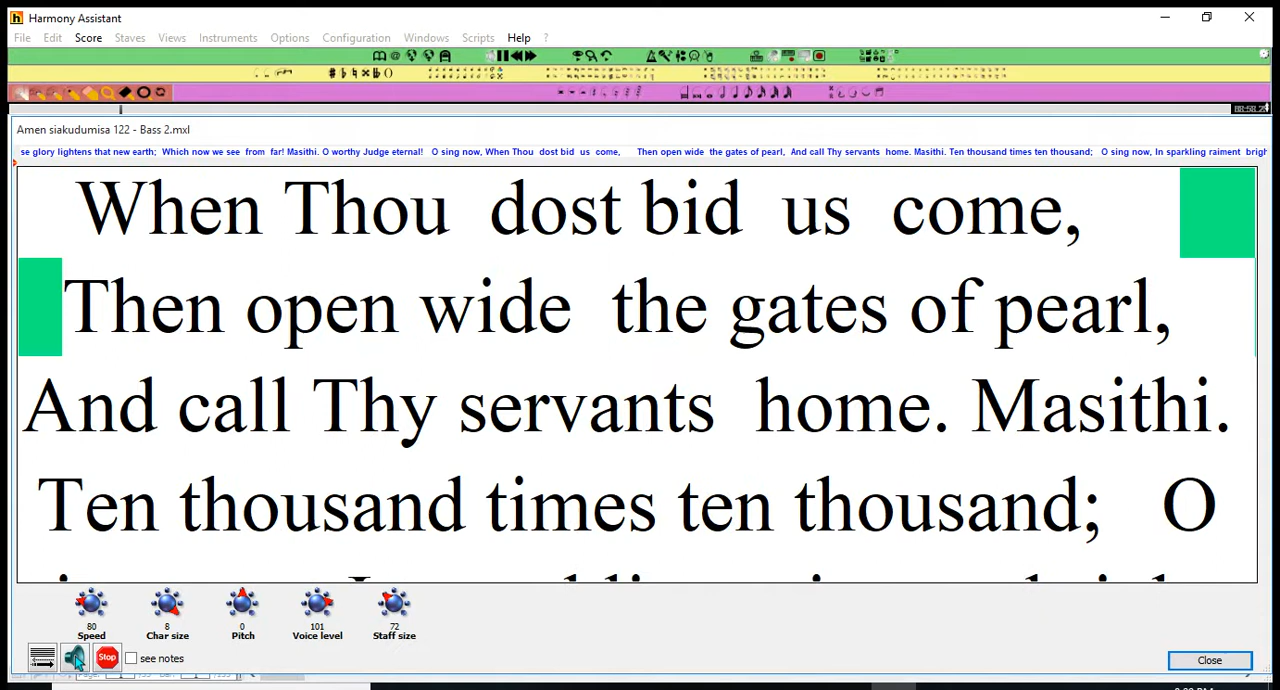 Harmony Assistant
File Edit Score Staves Views Instruments Options Configuration Windows Scripts Help ?
Amen siakudumisa 122 - Bass 2.mxl
se glory lightens that new earth; Which now we see from far! Masithi. O worthy Judge eternal! O sing now, When Thou dost bid us come, Then open wide the gates of pearl, And call Thy servants home. Masithi. Ten thousand times ten thousand; O sing now, In sparkling raiment brigh
When Thou dost bid us come,
Then open wide the gates of pearl,
And call Thy servants home. Masithi.
Ten thousand times ten thousand; O
80 8 0 101 72
Speed Char size Pitch Voice level Staff size
Stop see notes Close